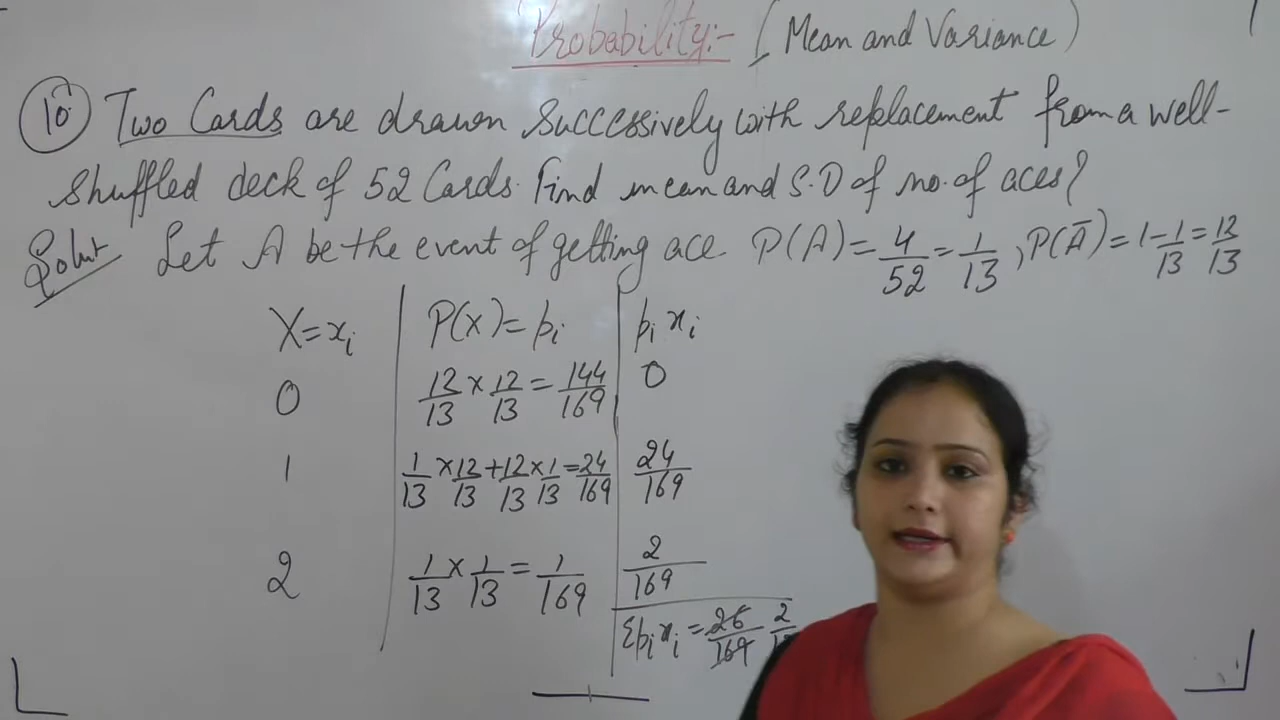 Probability:- (Mean and Variance)
10 Two Cards are drawn Successively with replacement from a well-
shuffled deck of 52 Cards. Find mean and S.D of no. of aces?
Solut Let A be the event of getting ace P(A)=4/52=1/13, P(Ā)=1-1/13=12/13
X=xi P(x)=pi pi xi
0 12/13×12/13=144/169 0
1 1/13×12/13+12/13×1/13=24/169 24/169
2 1/13×1/13=1/169 2/169
Σpi xi=26/169